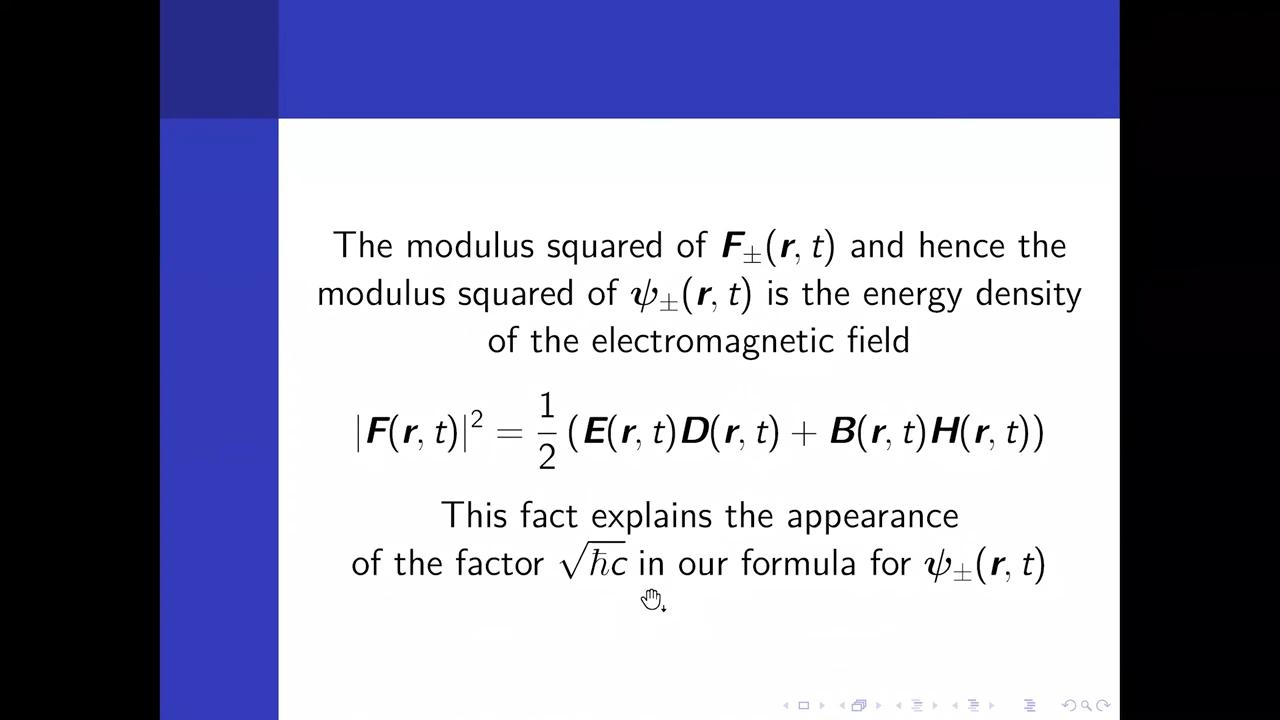 The modulus squared of F±(r, t) and hence the
modulus squared of ψ±(r, t) is the energy density
of the electromagnetic field
|F(r, t)|² = 1/2 (E(r, t)D(r, t) + B(r, t)H(r, t))
This fact explains the appearance
of the factor √ħc in our formula for ψ±(r, t)